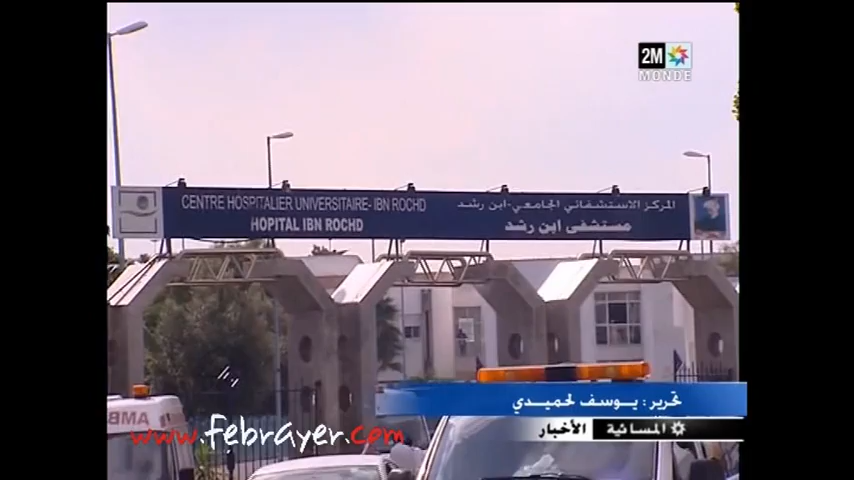 2M
MONDE
CENTRE HOSPITALIER UNIVERSITAIRE- IBN ROCHD
HOPITAL IBN ROCHD
المركز الاستشفائي الجامعي-ابن رشد
مستشفى ابن رشد
تحرير : يوسف لحميدي
المسائية الأخبار
AMBU
www.febrayer.com